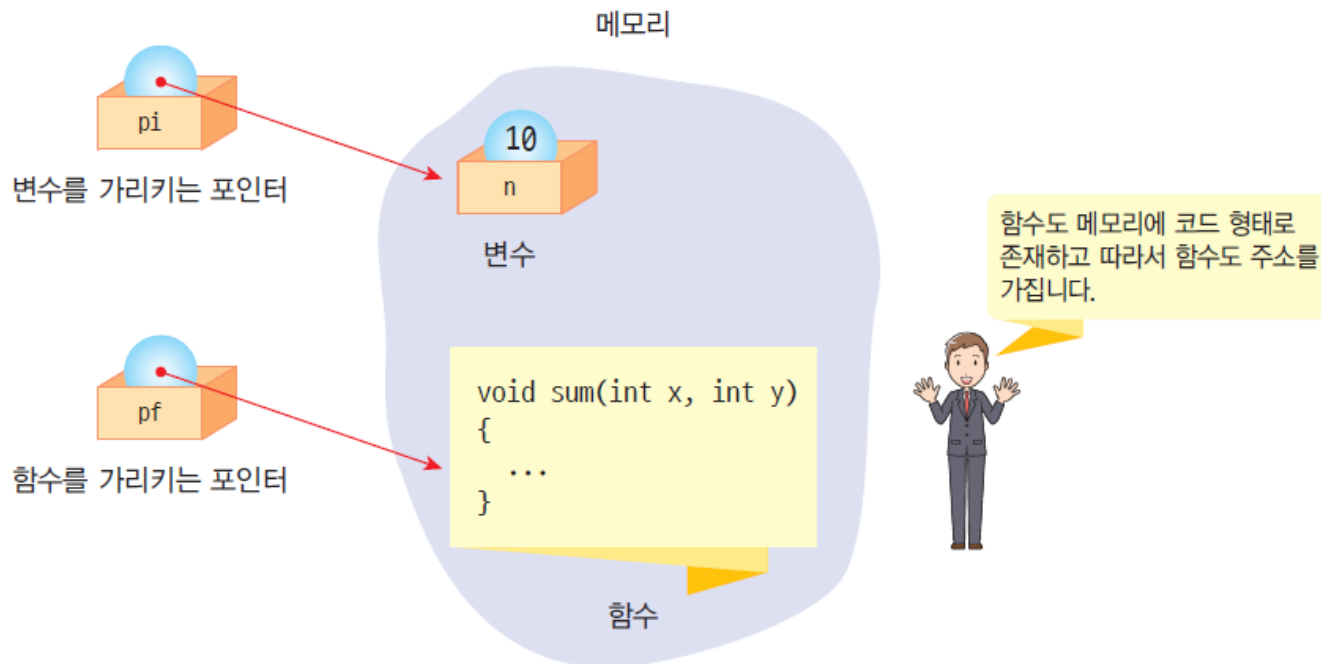 메모리
pi
변수를 가리키는 포인터
10
n
변수
함수도 메모리에 코드 형태로
존재하고 따라서 함수도 주소를
가집니다.
pf
함수를 가리키는 포인터
void sum(int x, int y)
{
...
}
함수